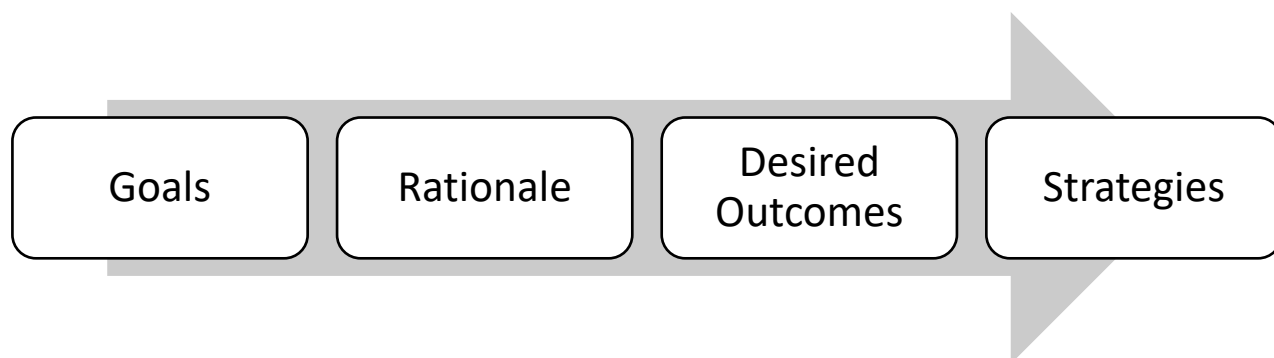 Goals
Rationale
Desired
Outcomes
Strategies